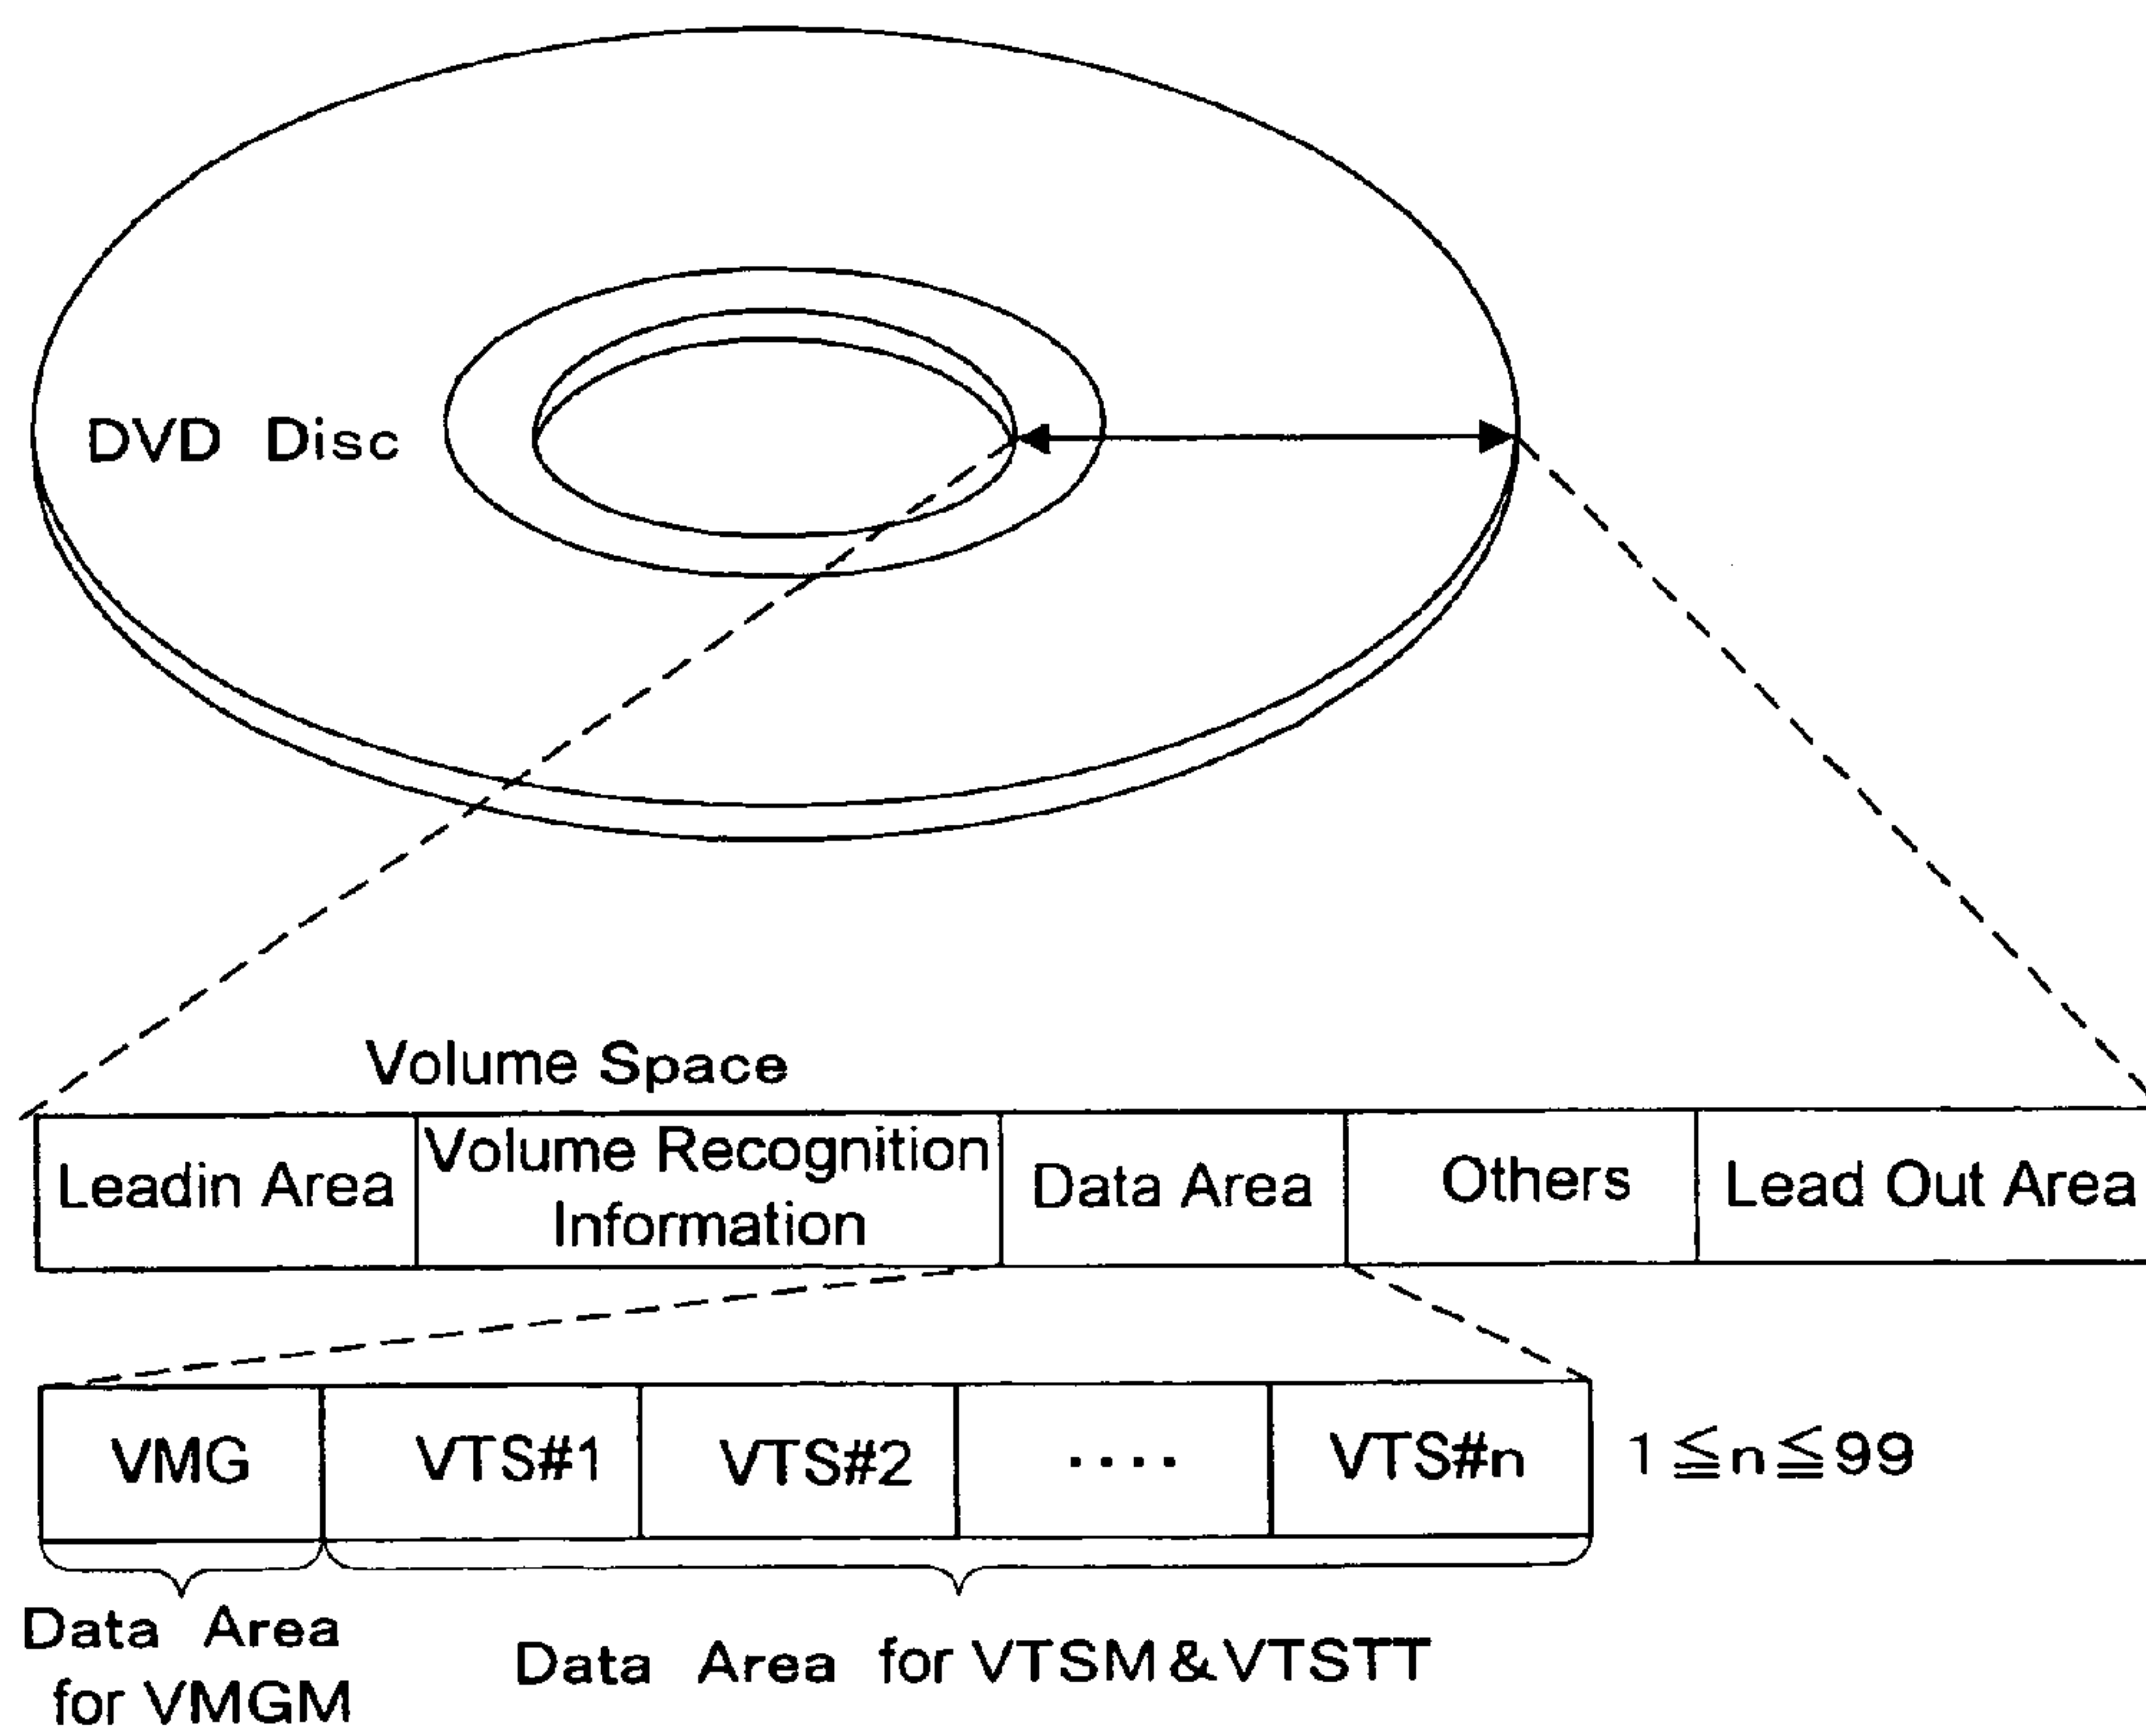 DVD Disc
Volume Space
Leadin Area
Volume Recognition
Information
Data Area
Others
Lead Out Area
VMG
VTS#1
VTS#2
····
VTS#n
1≦n≦99
Data Area
for VMGM
Data Area for VTSM&VTSTT